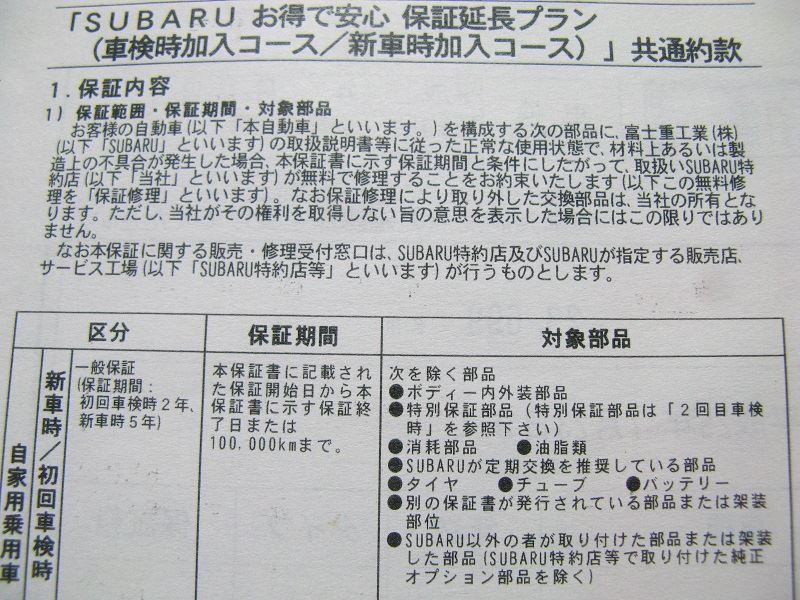 「SUBARU お得で安心 保証延長プラン
（車検時加入コース／新車時加入コース）」共通約款
1．保証内容
1）保証範囲・保証期間・対象部品
お客様の自動車(以下「本自動車」といいます。)を構成する次の部品に、富士重工業(株)
(以下「SUBARU」といいます)の取扱説明書等に従った正常な使用状態で、材料上あるいは製
造上の不具合が発生した場合、本保証書に示す保証期間と条件にしたがって、取扱いSUBARU特
約店(以下「当社」といいます)が無料で修理することをお約束いたします(以下この無料修
理を「保証修理」といいます)。なお保証修理により取り外した交換部品は、当社の所有とな
ります。ただし、当社がその権利を取得しない旨の意思を表示した場合にはこの限りではあり
ません。
なお本保証に関する販売・修理受付窓口は、SUBARU特約店及びSUBARUが指定する販売店、
サービス工場(以下「SUBARU特約店等」といいます)が行うものとします。
区分
保証期間
対象部品
自家用乗用車
新車時／初回車検時
一般保証
(保証期間：
初回車検時２年、
新車時５年)
本保証書に記載され
た保証開始日から本
保証書に示す保証終
了日または
100,000kmまで。
次を除く部品
●ボディー内外装部品
●特別保証部品（特別保証部品は「２回目車検
時」を参照下さい）
●消耗部品 ●油脂類
●SUBARUが定期交換を推奨している部品
●タイヤ ●チューブ ●バッテリー
●別の保証書が発行されている部品または架装
部位
●SUBARU以外の者が取り付けた部品または架装
した部品(SUBARU特約店等で取り付けた純正
オプション部品を除く)